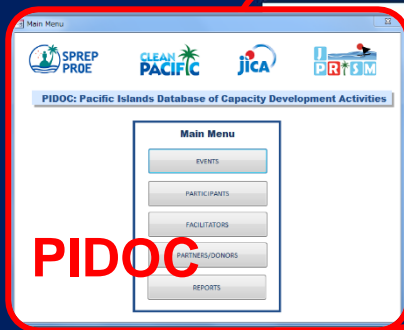 Main Menu
SPREP
PROE
CLEAN
PACIFIC
jica
J
PRISM
PIDOC: Pacific Islands Database of Capacity Development Activities
Main Menu
EVENTS
PARTICIPANTS
FACILITATORS
PARTNERS/DONORS
REPORTS
PIDOC